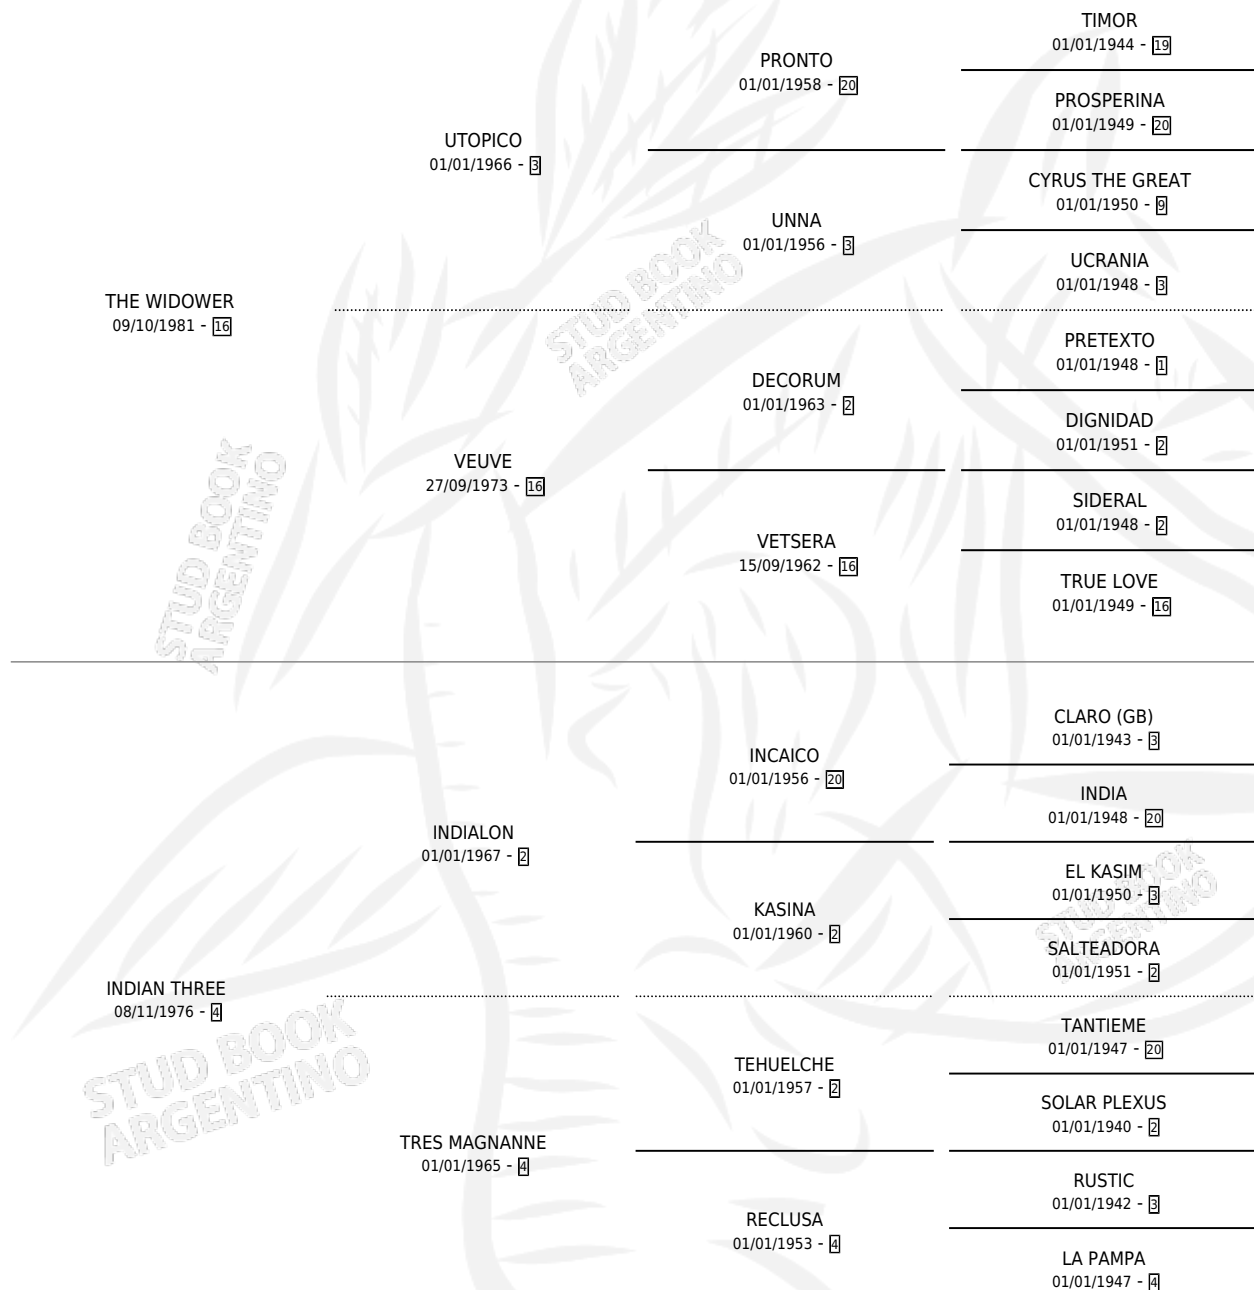 TIMOR
01/01/1944 - 19
PRONTO
01/01/1958 - 20
PROSPERINA
01/01/1949 - 20
UTOPICO
01/01/1966 - 3
CYRUS THE GREAT
01/01/1950 - 9
UNNA
01/01/1956 - 3
UCRANIA
01/01/1948 - 3
THE WIDOWER
09/10/1981 - 16
PRETEXTO
01/01/1948 - 1
DECORUM
01/01/1963 - 2
DIGNIDAD
01/01/1951 - 2
VEUVE
27/09/1973 - 16
SIDERAL
01/01/1948 - 2
VETSERA
15/09/1962 - 16
TRUE LOVE
01/01/1949 - 16
STUD BOOK
ARGENTINO
STUD BOOK
ARGENTINO
CLARO (GB)
01/01/1943 - 3
INCAICO
01/01/1956 - 20
INDIA
01/01/1948 - 20
INDIALON
01/01/1967 - 2
EL KASIM
01/01/1950 - 3
KASINA
01/01/1960 - 2
SALTEADORA
01/01/1951 - 2
INDIAN THREE
08/11/1976 - 4
TANTIEME
01/01/1947 - 20
TEHUELCHE
01/01/1957 - 2
SOLAR PLEXUS
01/01/1940 - 2
TRES MAGNANNE
01/01/1965 - 4
RUSTIC
01/01/1942 - 3
RECLUSA
01/01/1953 - 4
LA PAMPA
01/01/1947 - 4
STUD BOOK
ARGENTINO
STUD BOOK
ARGENTINO